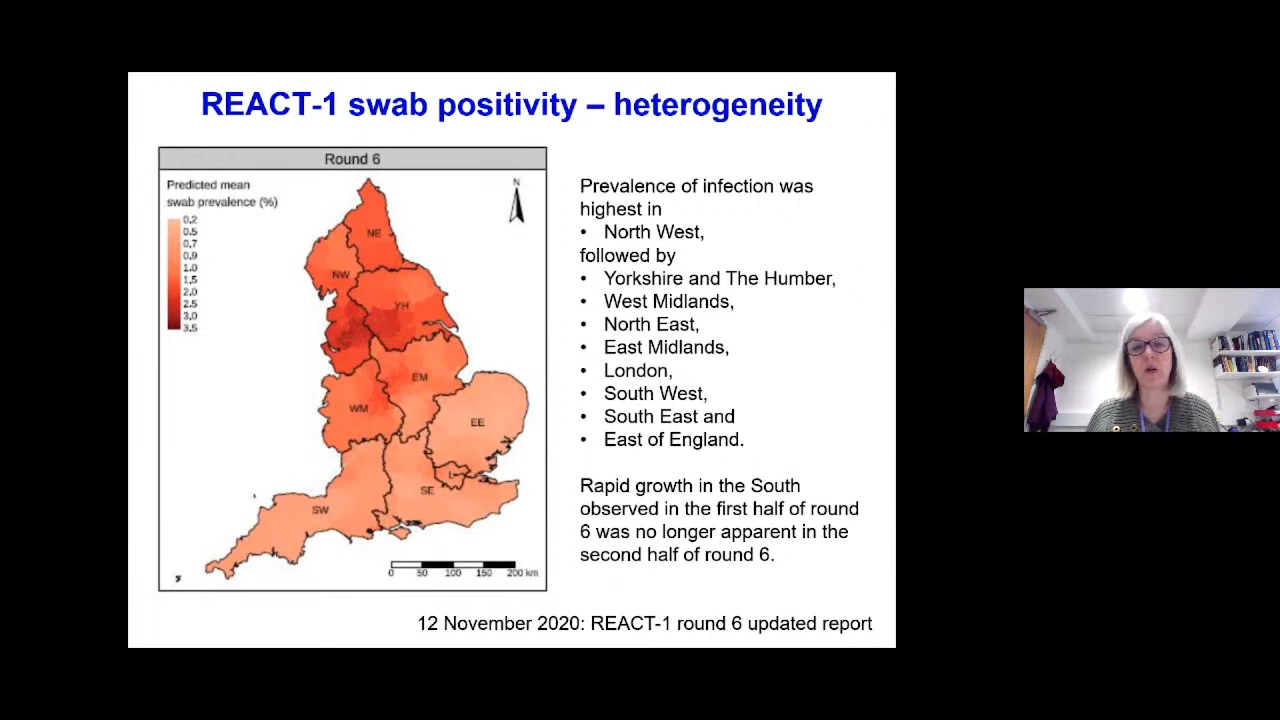 REACT-1 swab positivity – heterogeneity
Round 6
Predicted mean
swab prevalence (%)
0.2
0.5
0.7
0.9
1.0
1.5
2.0
2.5
3.0
3.5
N
NE
NW
YH
EM
WM
EE
L
SE
SW
0 50 100 150 200 km
Prevalence of infection was
highest in
• North West,
followed by
• Yorkshire and The Humber,
• West Midlands,
• North East,
• East Midlands,
• London,
• South West,
• South East and
• East of England.
Rapid growth in the South
observed in the first half of round
6 was no longer apparent in the
second half of round 6.
12 November 2020: REACT-1 round 6 updated report